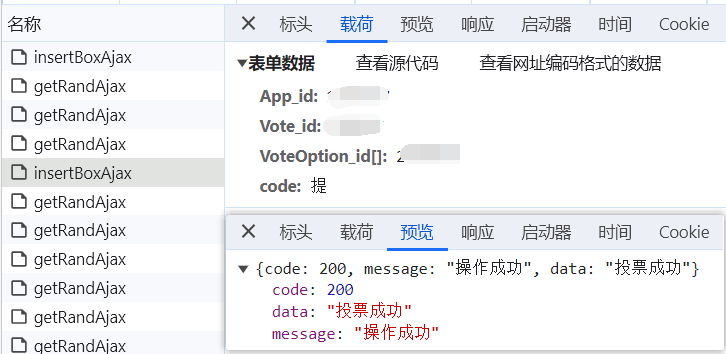 名称
insertBoxAjax
getRandAjax
getRandAjax
getRandAjax
insertBoxAjax
getRandAjax
getRandAjax
getRandAjax
getRandAjax
getRandAjax
getRandAjax
标头 载荷 预览 响应 启动器 时间 Cookie
表单数据 查看源代码 查看网址编码格式的数据
App_id:
Vote_id:
VoteOption_id[]: 2
code: 提
标头 载荷 预览 响应 启动器 时间 Cookie
{code: 200, message: "操作成功", data: "投票成功"}
code: 200
data: "投票成功"
message: "操作成功"